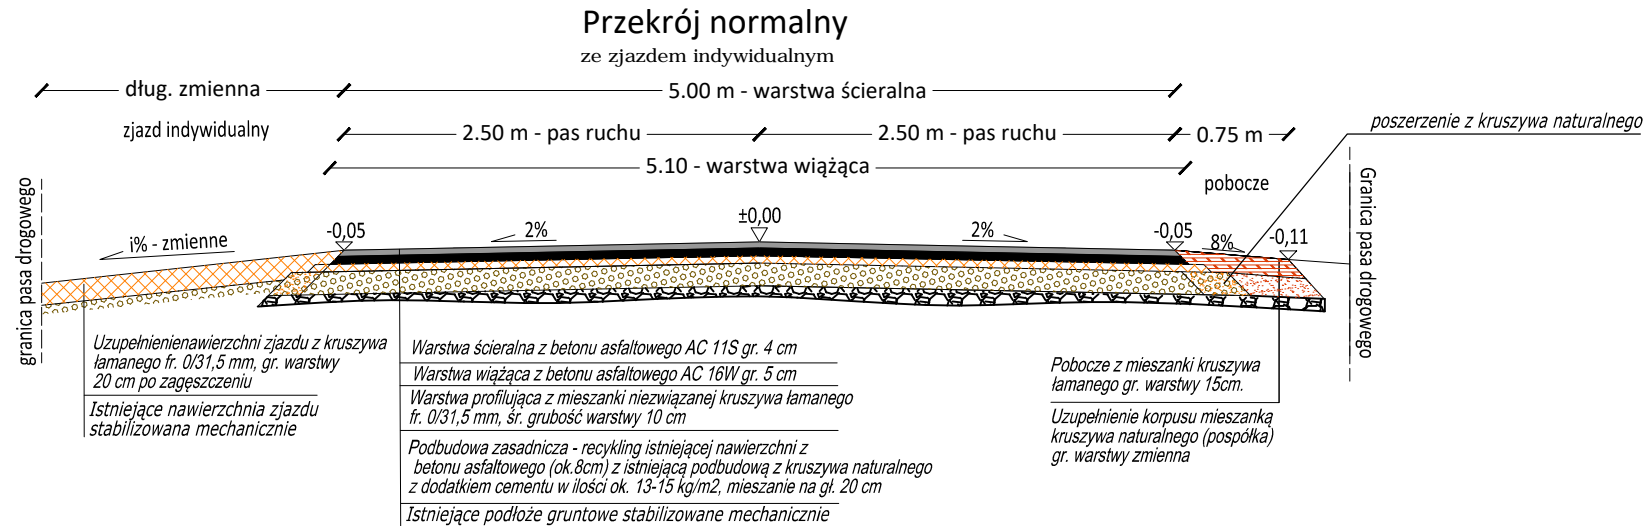 Przekrój normalny
ze zjazdem indywidualnym
dług. zmienna
5.00 m - warstwa ścieralna
zjazd indywidualny
2.50 m - pas ruchu
2.50 m - pas ruchu
0.75 m
poszerzenie z kruszywa naturalnego
5.10 - warstwa wiążąca
pobocze
granica pasa drogowego
Granica pasa drogowego
i% - zmienne
-0,05
2%
±0,00
2%
-0,05
8%
-0,11
Uzupełnienienawierzchni zjazdu z kruszywa
łamanego fr. 0/31,5 mm, gr. warstwy
20 cm po zagęszczeniu
Istniejące nawierzchnia zjazdu
stabilizowana mechanicznie
Warstwa ścieralna z betonu asfaltowego AC 11S gr. 4 cm
Warstwa wiążąca z betonu asfaltowego AC 16W gr. 5 cm
Warstwa profilująca z mieszanki niezwiązanej kruszywa łamanego
fr. 0/31,5 mm, śr. grubość warstwy 10 cm
Podbudowa zasadnicza - recykling istniejącej nawierzchni z
betonu asfaltowego (ok.8cm) z istniejącą podbudową z kruszywa naturalnego
z dodatkiem cementu w ilości ok. 13-15 kg/m2, mieszanie na gł. 20 cm
Istniejące podłoże gruntowe stabilizowane mechanicznie
Pobocze z mieszanki kruszywa
łamanego gr. warstwy 15cm.
Uzupełnienie korpusu mieszanką
kruszywa naturalnego (pospółka)
gr. warstwy zmienna